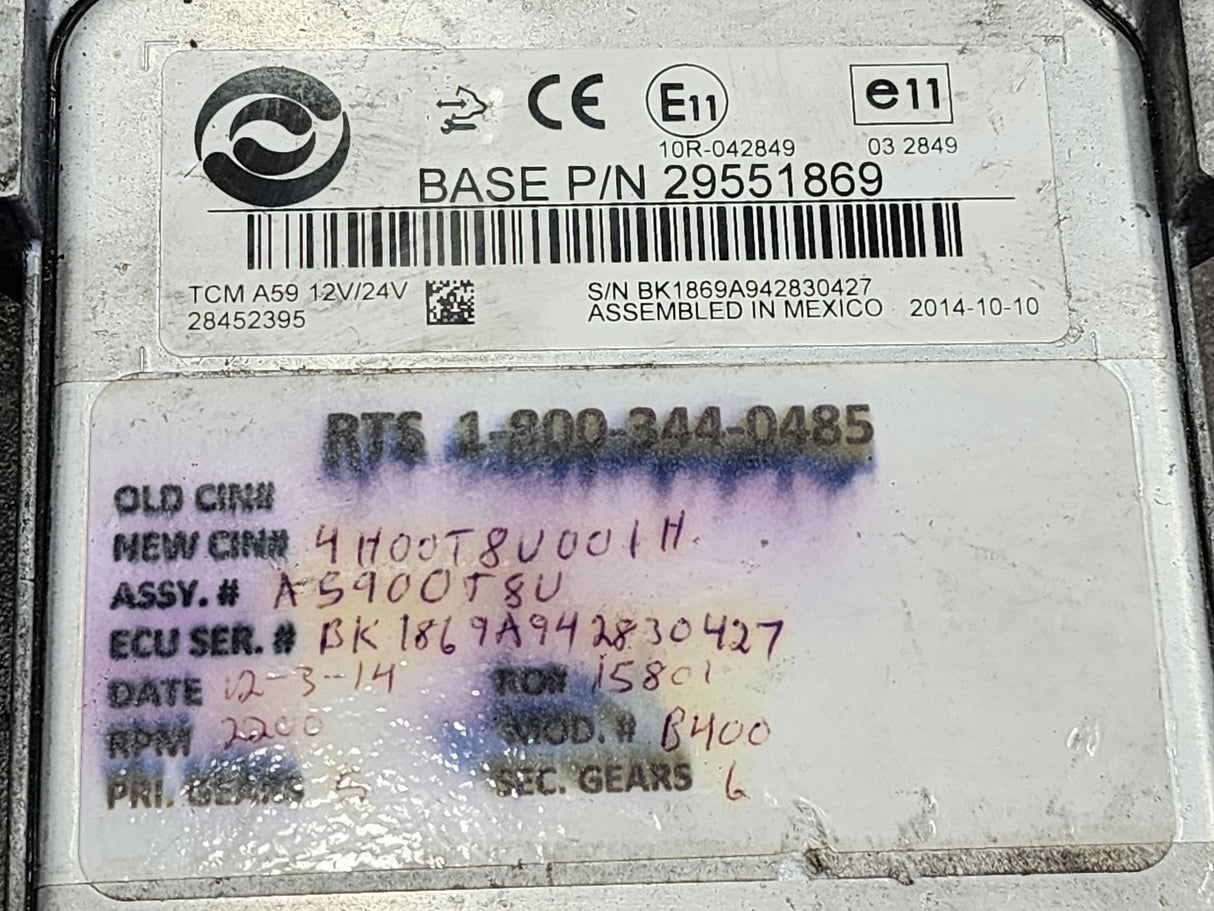 CE E11 e11
10R-042849 03 2849
BASE P/N 29551869
TCM A59 12V/24V
28452395
S/N BK1869A942830427
ASSEMBLED IN MEXICO 2014-10-10
RTS 1-800-344-0485
OLD CIN#
NEW CIN# 4H00T8U001H
ASSY.# A5900T8U
ECU SER.# BK1869A942830427
DATE 12-3-14 RO# 15801
RPM 2200 MOD.# B400
PRI. GEARS 5 SEC. GEARS 6